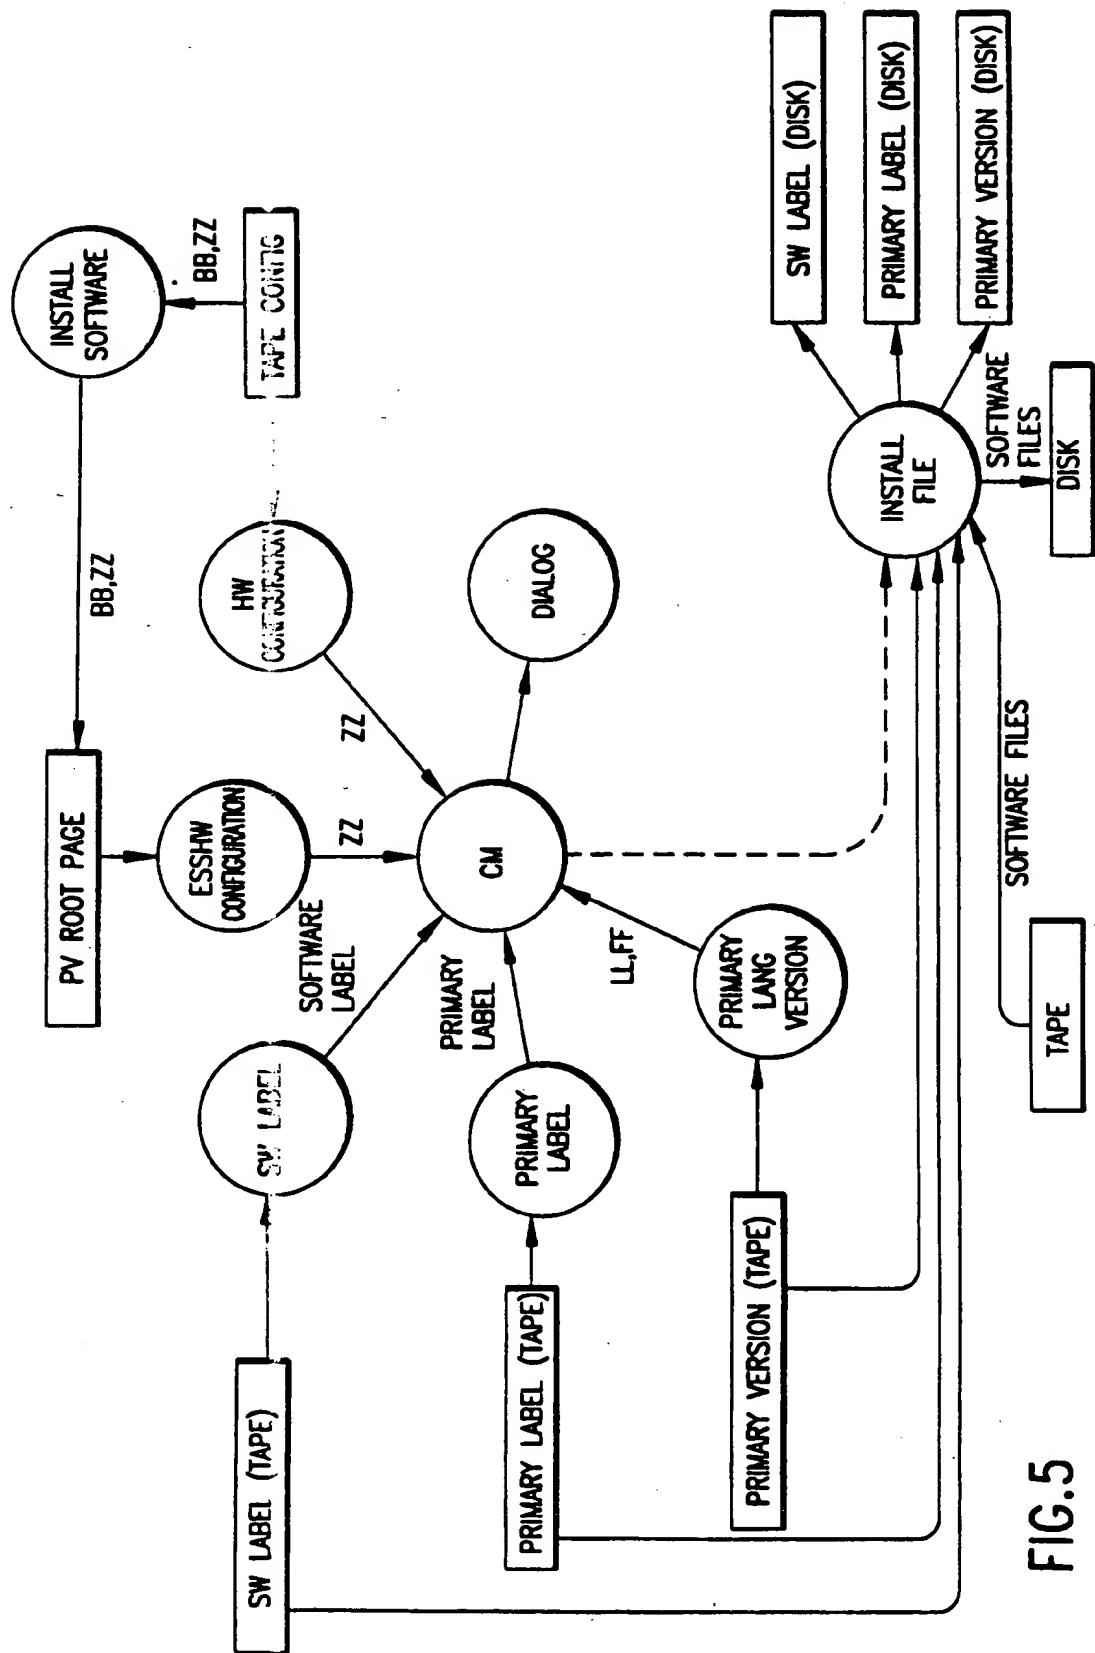 INSTALL
SOFTWARE
BB,ZZ
TAPE CONFIG
BB,ZZ
PV ROOT PAGE
HW
CONFIGURATION
ZZ
ESSHW
CONFIGURATION
ZZ
DIALOG
SW LABEL (TAPE)
SW LABEL
SOFTWARE
LABEL
CM
PRIMARY LABEL (TAPE)
PRIMARY
LABEL
PRIMARY
LABEL
PRIMARY VERSION (TAPE)
PRIMARY
LANG
VERSION
LL,FF
SW LABEL (DISK)
PRIMARY LABEL (DISK)
PRIMARY VERSION (DISK)
INSTALL
FILE
SOFTWARE
FILES
DISK
TAPE
SOFTWARE FILES
FIG.5